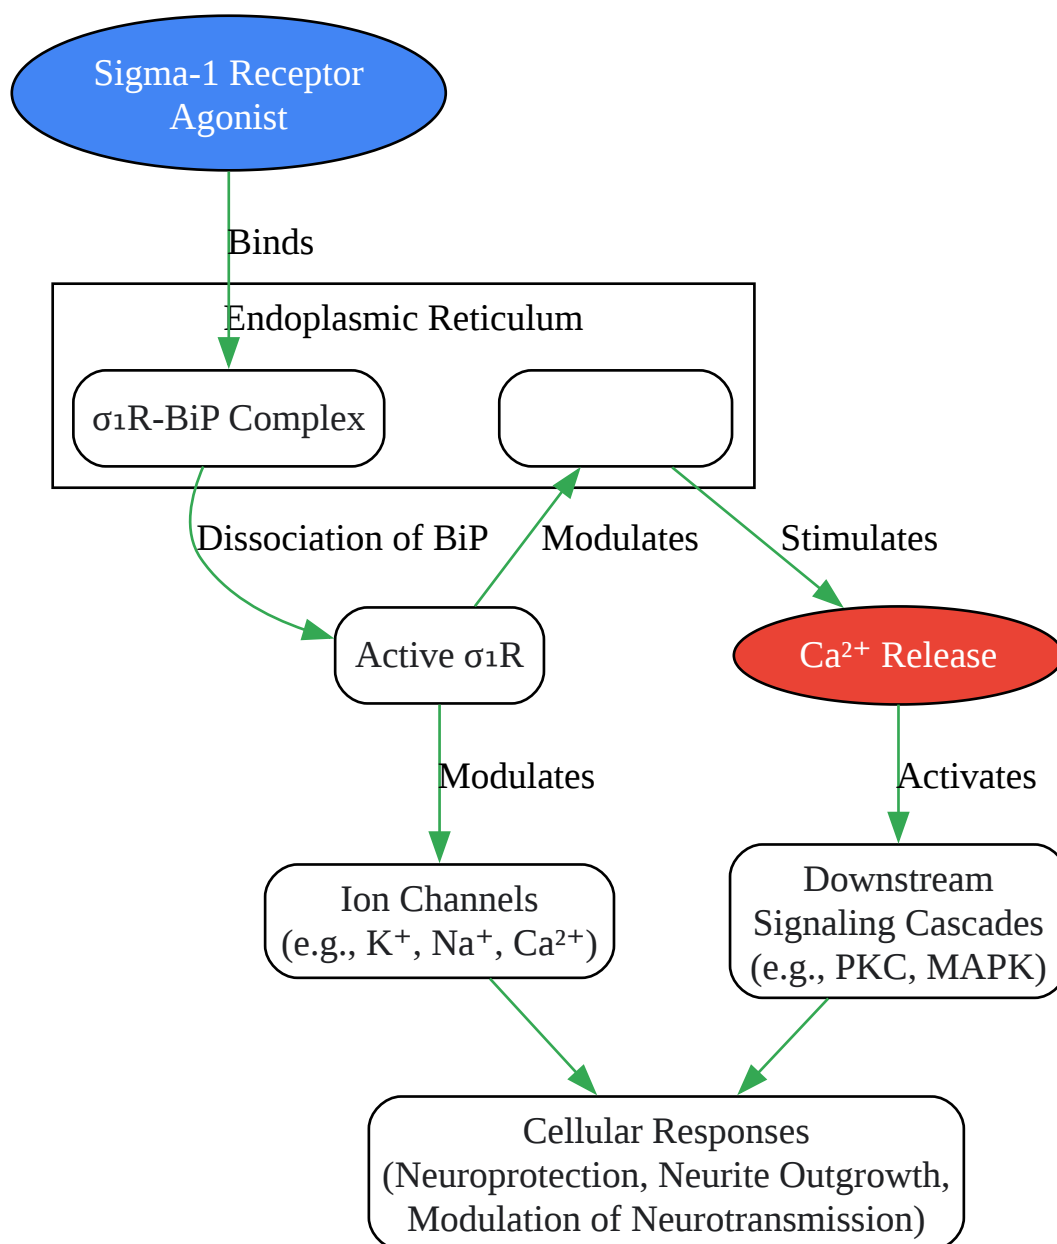 Sigma-1 Receptor
Agonist
Binds
Endoplasmic Reticulum
σ₁R-BiP Complex
Dissociation of BiP
Modulates
Stimulates
Active σ₁R
Ca²⁺ Release
Modulates
Activates
Ion Channels
(e.g., K⁺, Na⁺, Ca²⁺)
Downstream
Signaling Cascades
(e.g., PKC, MAPK)
Cellular Responses
(Neuroprotection, Neurite Outgrowth,
Modulation of Neurotransmission)